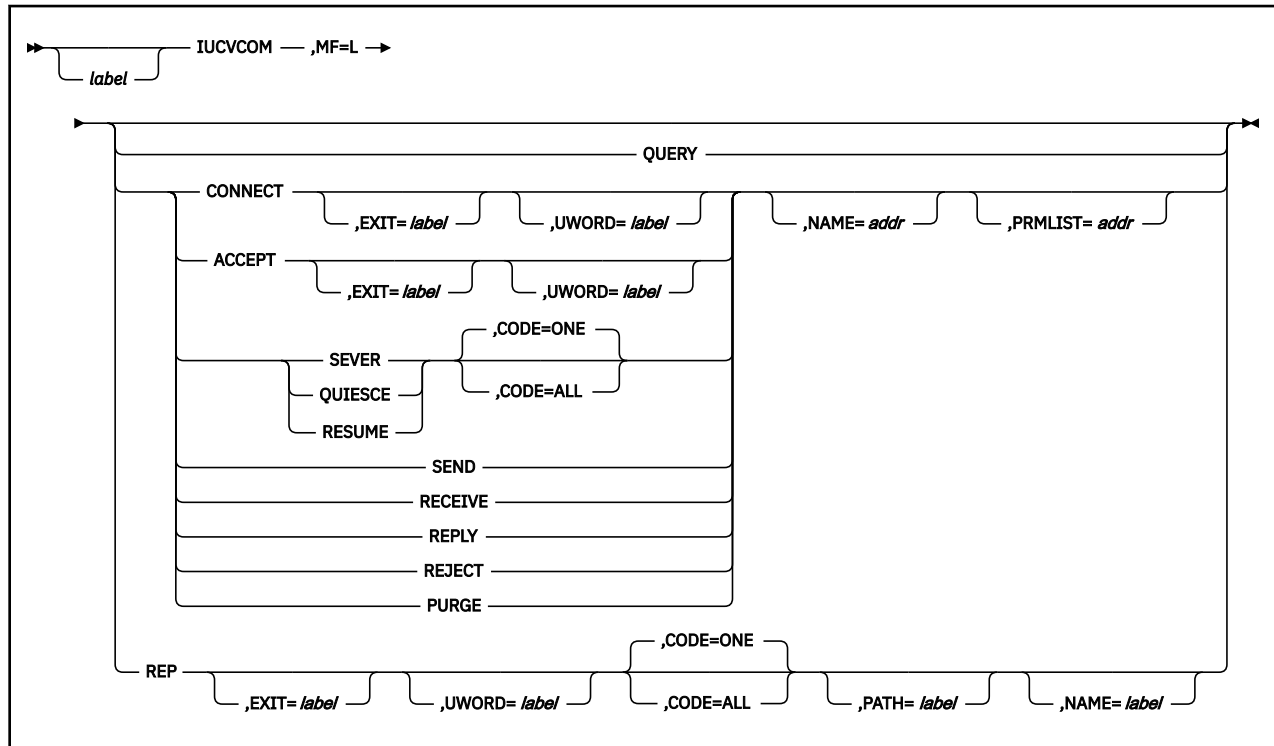 IUCVCOM ,MF=L
label
QUERY
CONNECT ,EXIT= label ,UWORD= label ,NAME= addr ,PRMLIST= addr
ACCEPT ,EXIT= label ,UWORD= label
,CODE=ONE
SEVER
,CODE=ALL
QUIESCE
RESUME
SEND
RECEIVE
REPLY
REJECT
PURGE
,CODE=ONE
REP
,EXIT= label ,UWORD= label ,CODE=ALL ,PATH= label ,NAME= label